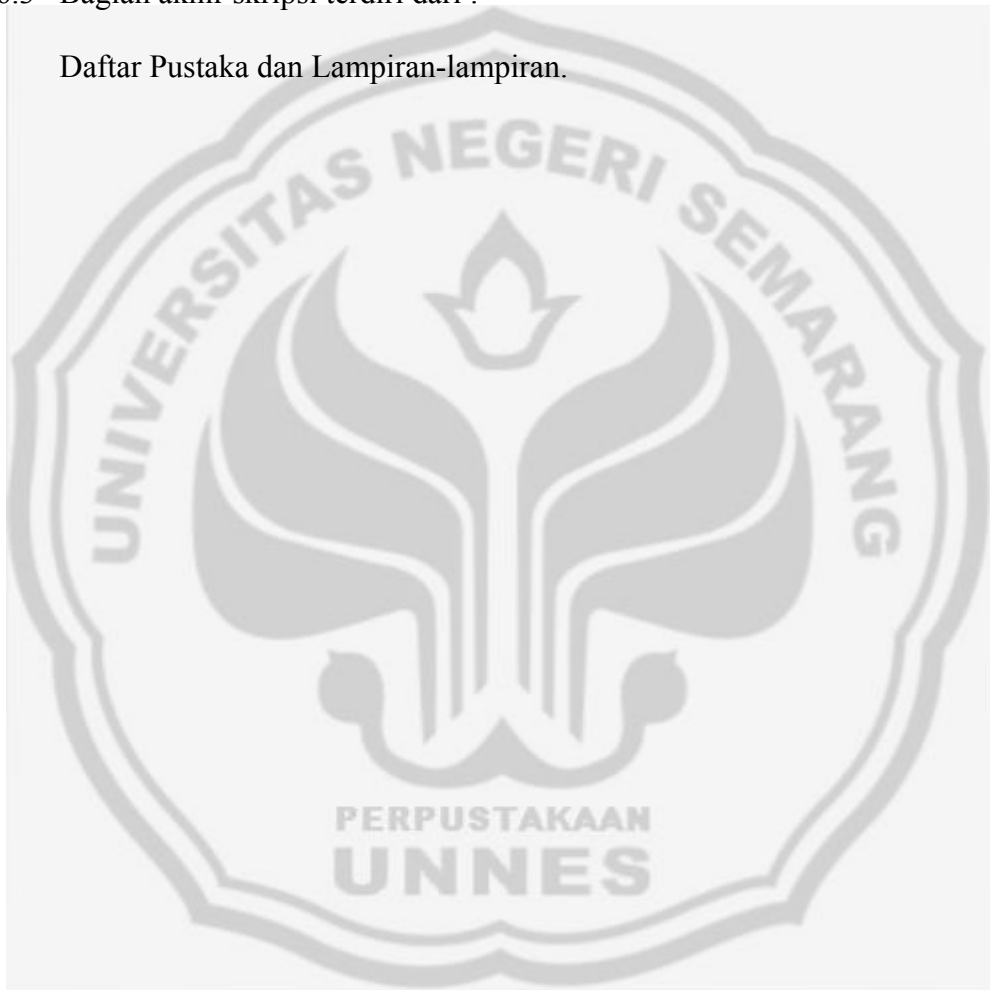 Bagian akhir skripsi terdiri dari :
Daftar Pustaka dan Lampiran-lampiran.
UNIVERSITAS NEGERI SEMARANG
PERPUSTAKAAN
UNNES